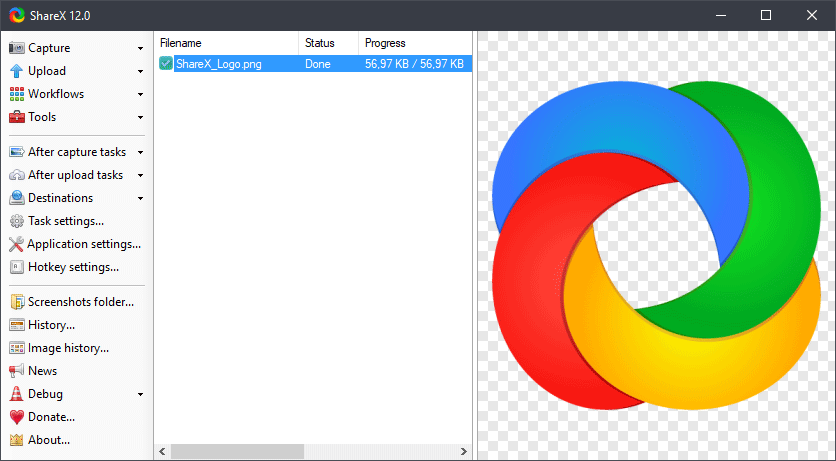 ShareX 12.0
Capture
Upload
Workflows
Tools
After capture tasks
After upload tasks
Destinations
Task settings...
Application settings...
Hotkey settings...
Screenshots folder...
History...
Image history...
News
Debug
Donate...
About...
Filename Status Progress
ShareX_Logo.png Done 56,97 KB / 56,97 KB